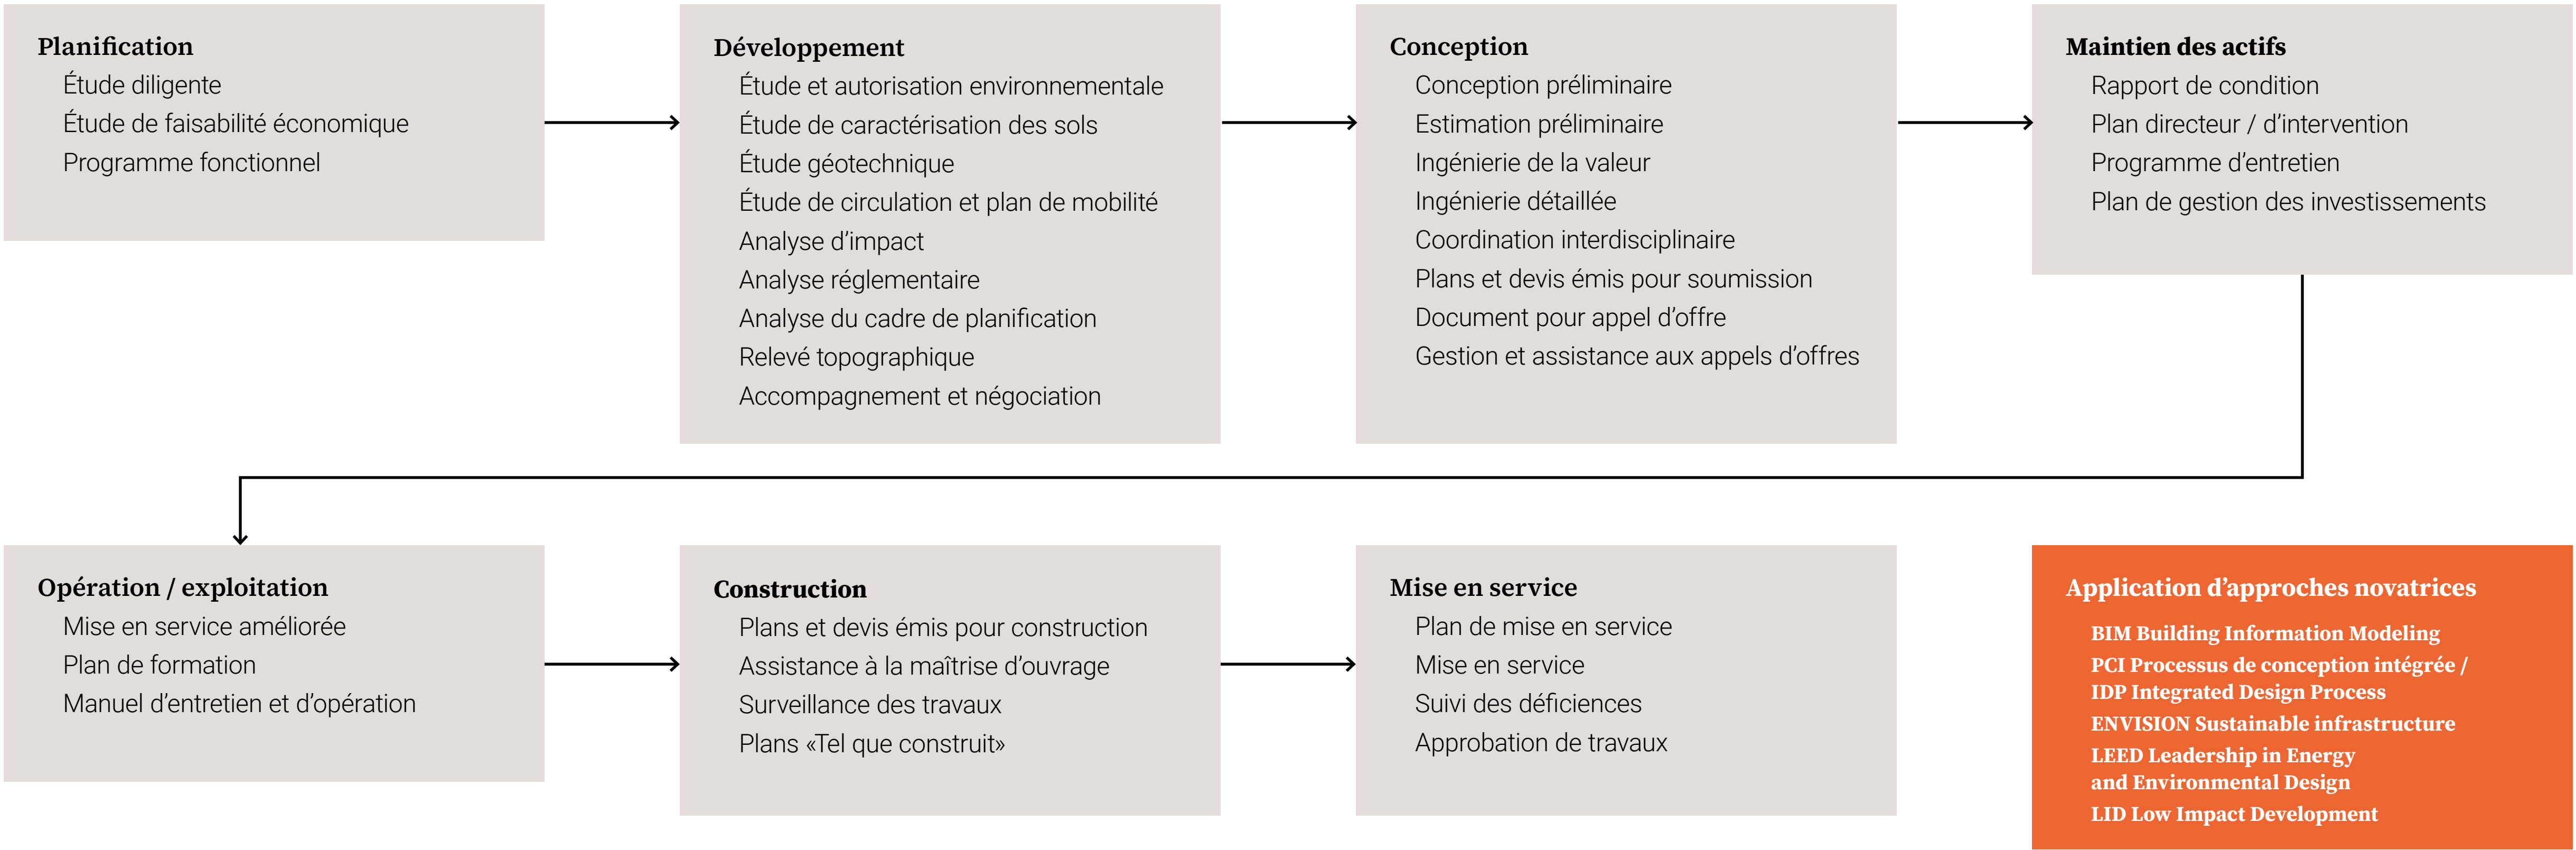 Planification
Étude diligente
Étude de faisabilité économique
Programme fonctionnel
Développement
Étude et autorisation environnementale
Étude de caractérisation des sols
Étude géotechnique
Étude de circulation et plan de mobilité
Analyse d’impact
Analyse réglementaire
Analyse du cadre de planification
Relevé topographique
Accompagnement et négociation
Conception
Conception préliminaire
Estimation préliminaire
Ingénierie de la valeur
Ingénierie détaillée
Coordination interdisciplinaire
Plans et devis émis pour soumission
Document pour appel d’offre
Gestion et assistance aux appels d’offres
Maintien des actifs
Rapport de condition
Plan directeur / d’intervention
Programme d’entretien
Plan de gestion des investissements
Opération / exploitation
Mise en service améliorée
Plan de formation
Manuel d’entretien et d’opération
Construction
Plans et devis émis pour construction
Assistance à la maîtrise d’ouvrage
Surveillance des travaux
Plans «Tel que construit»
Mise en service
Plan de mise en service
Mise en service
Suivi des déficiences
Approbation de travaux
Application d’approches novatrices
BIM Building Information Modeling
PCI Processus de conception intégrée /
IDP Integrated Design Process
ENVISION Sustainable infrastructure
LEED Leadership in Energy
and Environmental Design
LID Low Impact Development